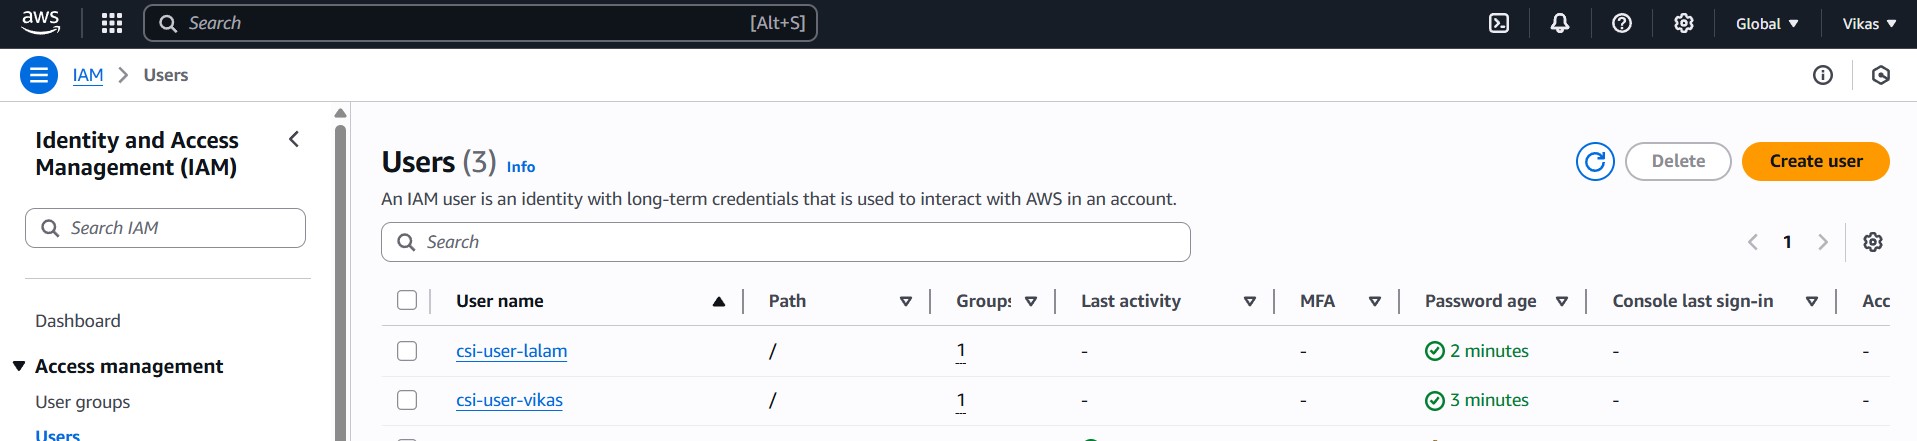 aws
Search [Alt+S]
Global
Vikas
IAM > Users
Identity and Access
Management (IAM)
Search IAM
Dashboard
Access management
User groups
Users
Users (3) Info
Delete
Create user
An IAM user is an identity with long-term credentials that is used to interact with AWS in an account.
Search
1
User name Path Groups Last activity MFA Password age Console last sign-in Acc
csi-user-lalam / 1 - - 2 minutes - -
csi-user-vikas / 1 - - 3 minutes - -